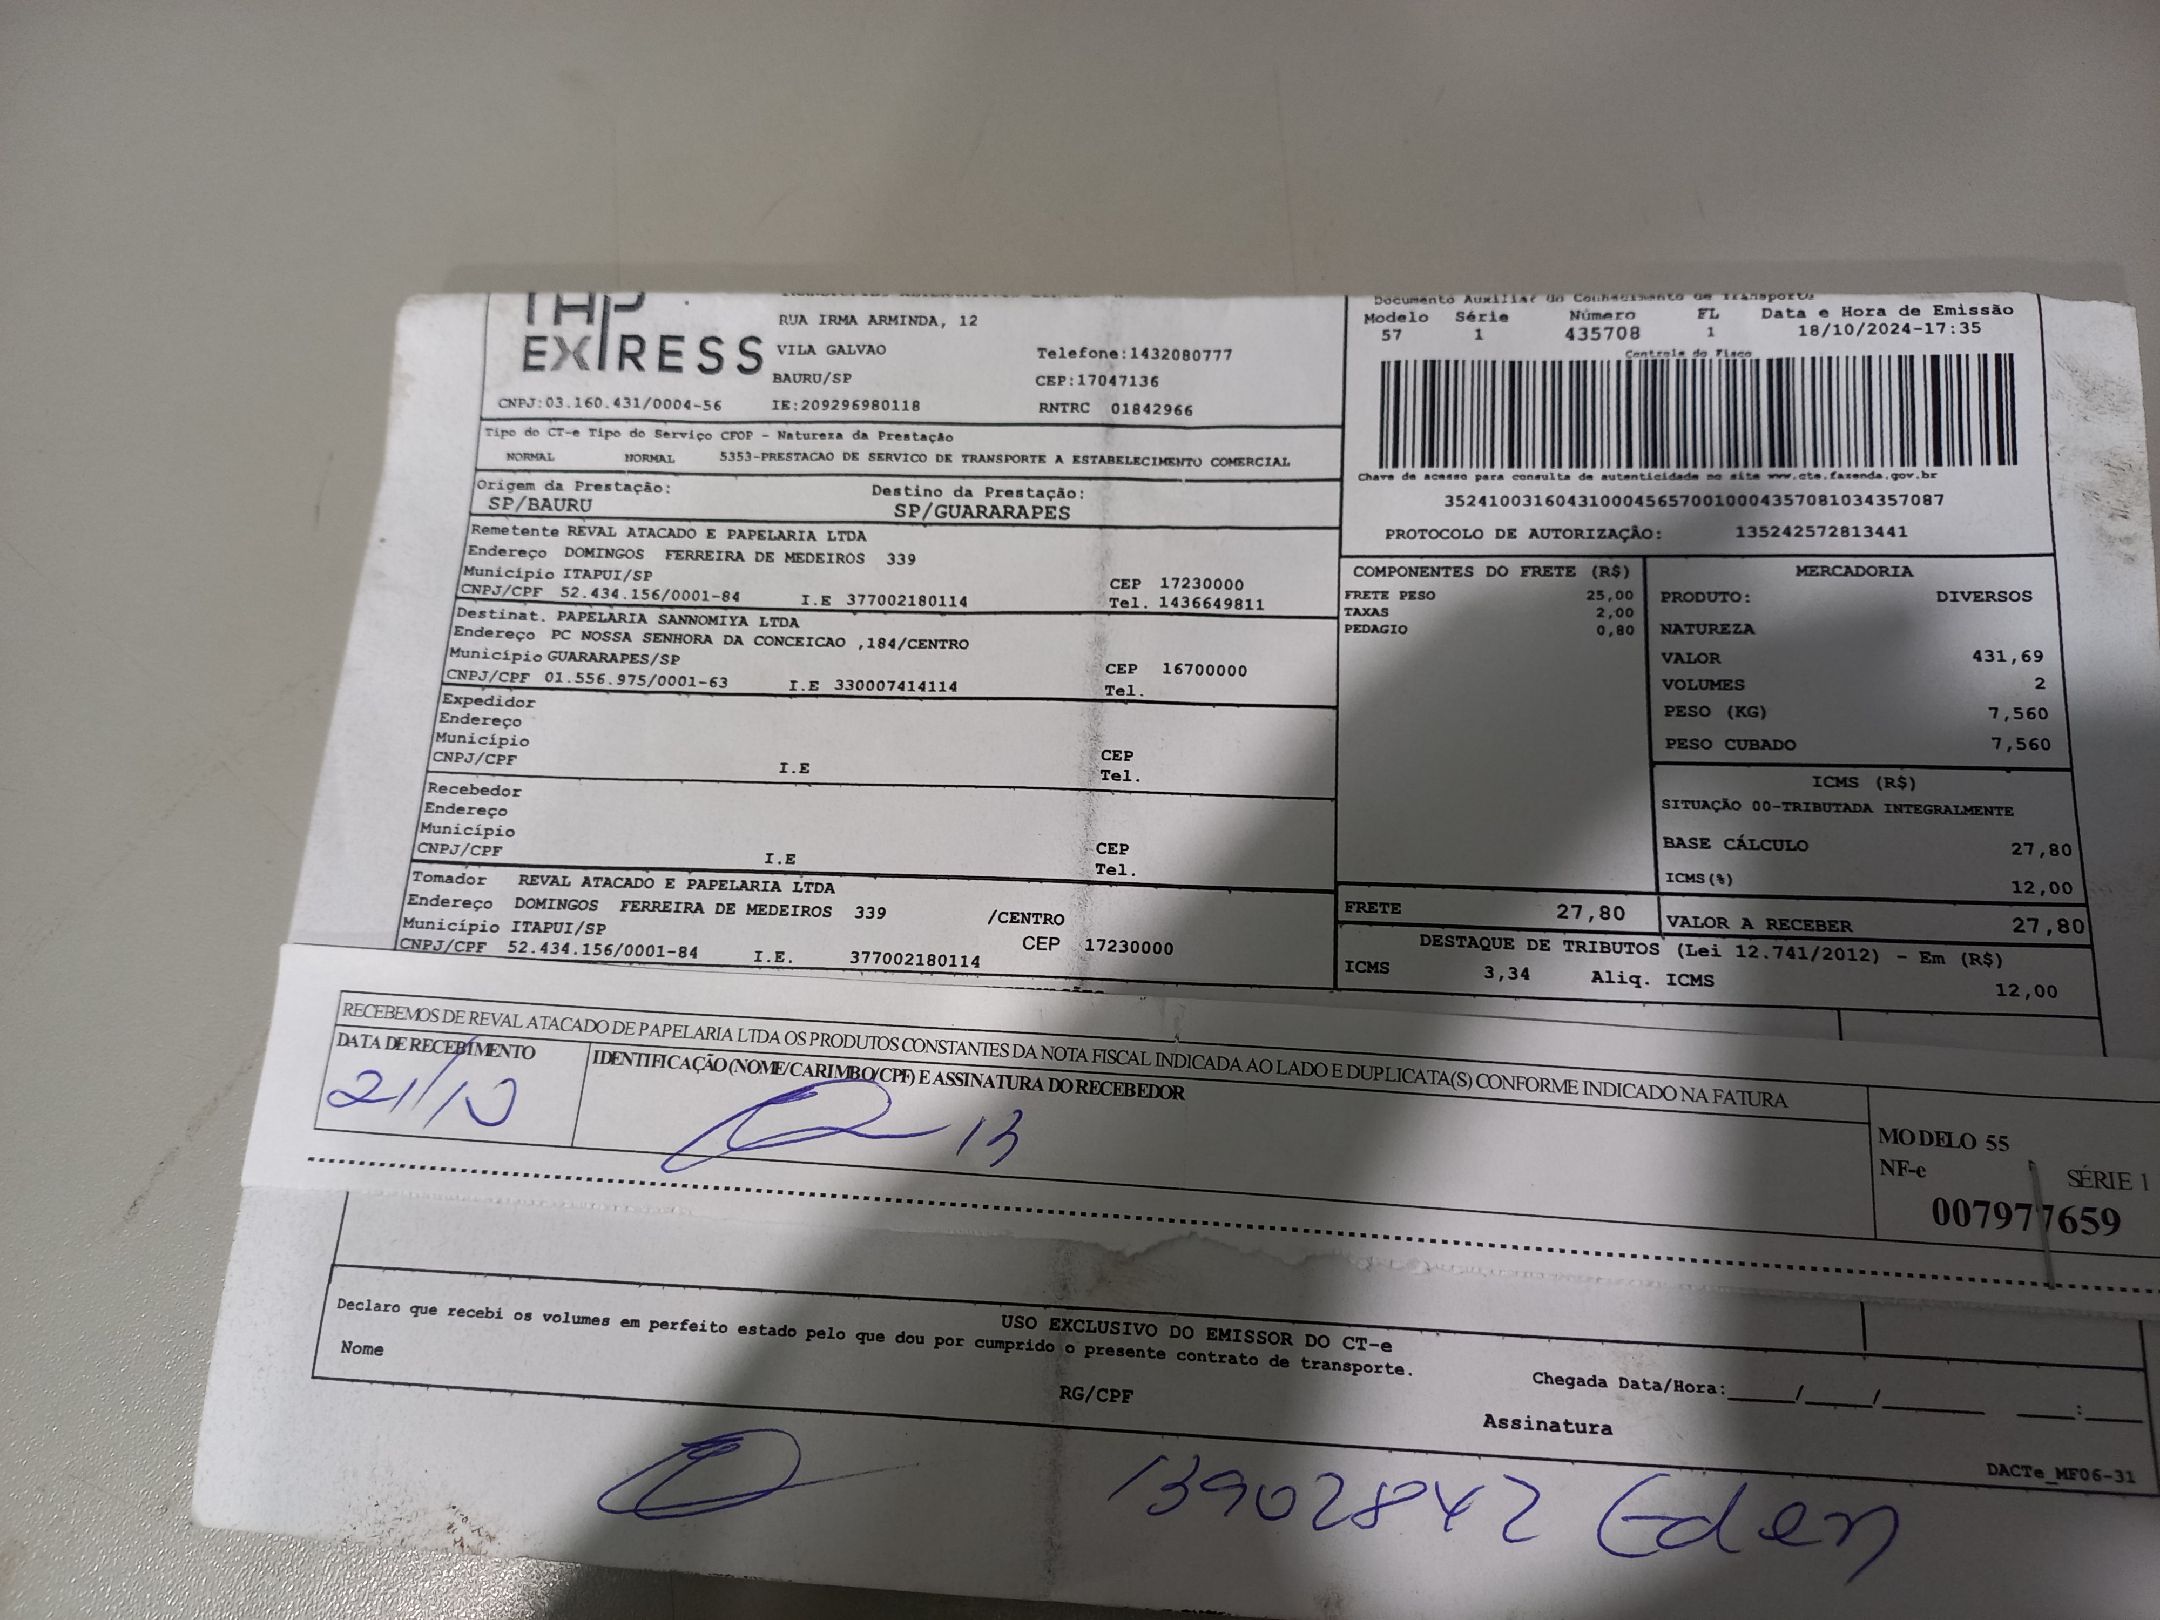 EXPRESS
RUA IRMA ARMINDA, 12
VILA GALVAO Telefone:1432080777
BAURU/SP CEP:17047136
CNPJ:03.160.431/0004-56 IE:209296980118 RNTRC 01842966
Documento Auxiliar do Conhecimento de Transporte
Modelo Série Número FL Data e Hora de Emissão
57 1 435708 1 18/10/2024-17:35
Controle do Fisco
Chave de acesso para consulta de autenticidade no site www.cte.fazenda.gov.br
35241003160431000456570010004357081034357087
PROTOCOLO DE AUTORIZAÇÃO: 135242572813441
Tipo do CT-e Tipo do Serviço CFOP - Natureza da Prestação
NORMAL NORMAL 5353-PRESTACAO DE SERVICO DE TRANSPORTE A ESTABELECIMENTO COMERCIAL
Origem da Prestação: Destino da Prestação:
SP/BAURU SP/GUARARAPES
Remetente REVAL ATACADO E PAPELARIA LTDA
Endereço DOMINGOS FERREIRA DE MEDEIROS 339
Município ITAPUI/SP CEP 17230000
CNPJ/CPF 52.434.156/0001-84 I.E 377002180114 Tel. 1436649811
Destinat. PAPELARIA SANNOMIYA LTDA
Endereço PC NOSSA SENHORA DA CONCEICAO ,184/CENTRO
Município GUARARAPES/SP CEP 16700000
CNPJ/CPF 01.556.975/0001-63 I.E 330007414114 Tel.
Expedidor
Endereço
Município CEP
CNPJ/CPF I.E Tel.
Recebedor
Endereço
Município CEP
CNPJ/CPF I.E Tel.
Tomador REVAL ATACADO E PAPELARIA LTDA
Endereço DOMINGOS FERREIRA DE MEDEIROS 339 /CENTRO
Município ITAPUI/SP CEP 17230000
CNPJ/CPF 52.434.156/0001-84 I.E. 377002180114
COMPONENTES DO FRETE (R$)
FRETE PESO 25,00
TAXAS 2,00
PEDAGIO 0,80
MERCADORIA
PRODUTO: DIVERSOS
NATUREZA
VALOR 431,69
VOLUMES 2
PESO (KG) 7,560
PESO CUBADO 7,560
ICMS (R$)
SITUAÇÃO 00-TRIBUTADA INTEGRALMENTE
BASE CÁLCULO 27,80
ICMS(%) 12,00
FRETE 27,80 VALOR A RECEBER 27,80
DESTAQUE DE TRIBUTOS (Lei 12.741/2012) - Em (R$)
ICMS 3,34 Aliq. ICMS 12,00
RECEBEMOS DE REVAL ATACADO DE PAPELARIA LTDA OS PRODUTOS CONSTANTES DA NOTA FISCAL INDICADA AO LADO E DUPLICATA(S) CONFORME INDICADO NA FATURA
DATA DE RECEBIMENTO IDENTIFICAÇÃO (NOME/CARIMBO/CPF) E ASSINATURA DO RECEBEDOR
21/10 13
MODELO 55
NF-e SÉRIE 1
007977659
USO EXCLUSIVO DO EMISSOR DO CT-e
Declaro que recebi os volumes em perfeito estado pelo que dou por cumprido o presente contrato de transporte.
Nome RG/CPF Assinatura Chegada Data/Hora:_____/_____/________ ____:____
DACTe_MF06-31
13902842 Eden